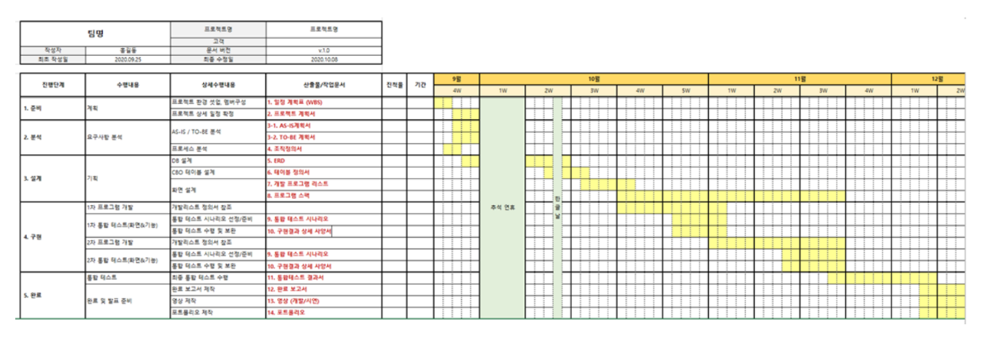 팀명 프로젝트명 프로젝트명
고객
작성자 홍길동 문서 버전 v.1.0
최초 작성일 2020.09.25 최종 수정일 2020.10.08
진행단계 수행내용 상세수행내용 산출물/작업문서 진척률 기간 9월 10월 11월 12월
4W 1W 2W 3W 4W 5W 1W 2W 3W 4W 1W 2W
1. 준비 계획 프로젝트 환경 셋업, 멤버구성 1. 일정 계획표 (WBS)
프로젝트 상세 일정 확정 2. 프로젝트 계획서
2. 분석 요구사항 분석 AS-IS / TO-BE 분석 3-1. AS-IS계획서
3-2. TO-BE 계획서
프로세스 분석 4. 조직정의서
3. 설계 기획 DB 설계 5. ERD
CBO 테이블 설계 6. 테이블 정의서
화면 설계 7. 개발 프로그램 리스트
8. 프로그램 스펙
4. 구현 1차 프로그램 개발 개발리스트 정의서 참조
추석 연휴
한글날
1차 통합 테스트(화면&기능) 통합 테스트 시나리오 선정/준비 9. 통합 테스트 시나리오
통합 테스트 수행 및 보완 10. 구현결과 상세 사양서
2차 프로그램 개발 개발리스트 정의서 참조
2차 통합 테스트(화면&기능) 통합 테스트 시나리오 선정/준비 9. 통합 테스트 시나리오
통합 테스트 수행 및 보완 10. 구현결과 상세 사양서
5. 완료 통합 테스트 최종 통합 테스트 수행 11. 통합테스트 결과서
완료 및 발표 준비 완료 보고서 제작 12. 완료 보고서
영상 제작 13. 영상 (개발/시연)
포트폴리오 제작 14. 포트폴리오